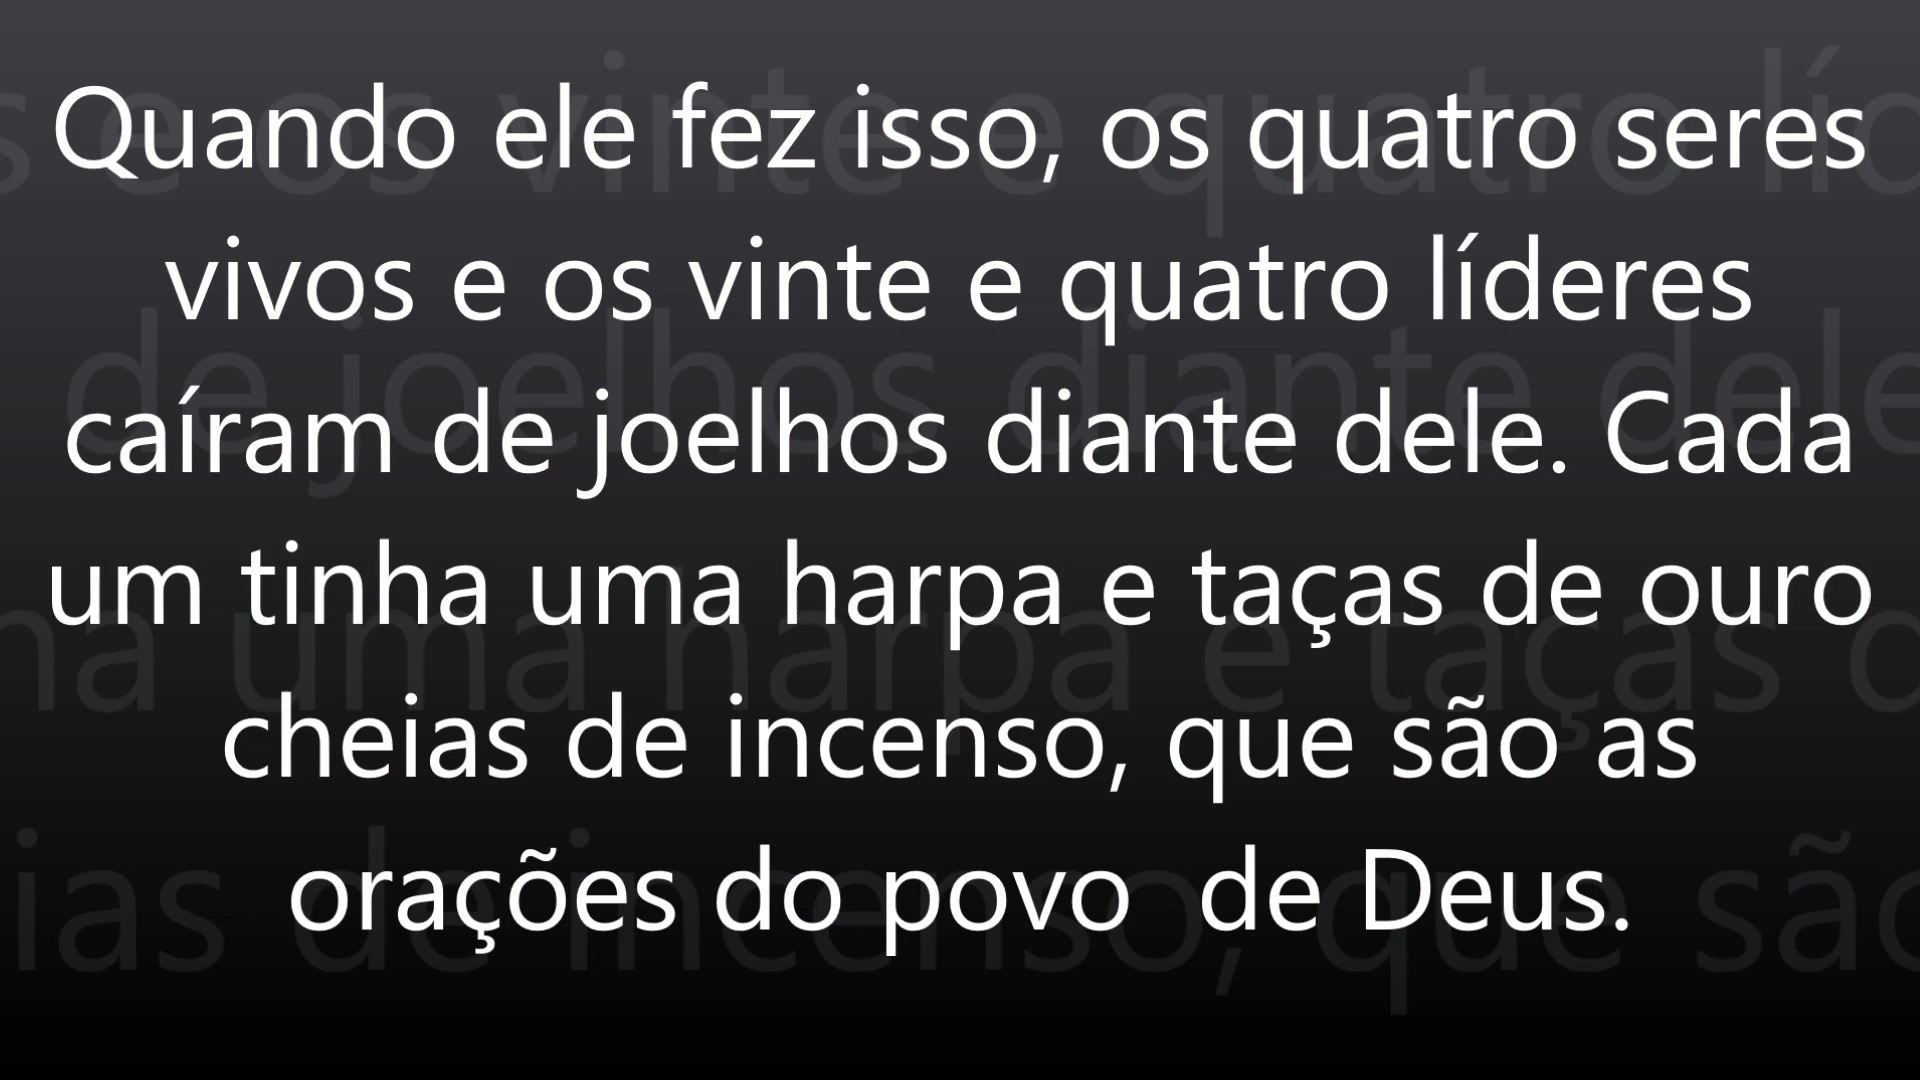 Quando ele fez isso, os quatro seres
vivos e os vinte e quatro líderes
caíram de joelhos diante dele. Cada
um tinha uma harpa e taças de ouro
cheias de incenso, que são as
orações do povo  de Deus.